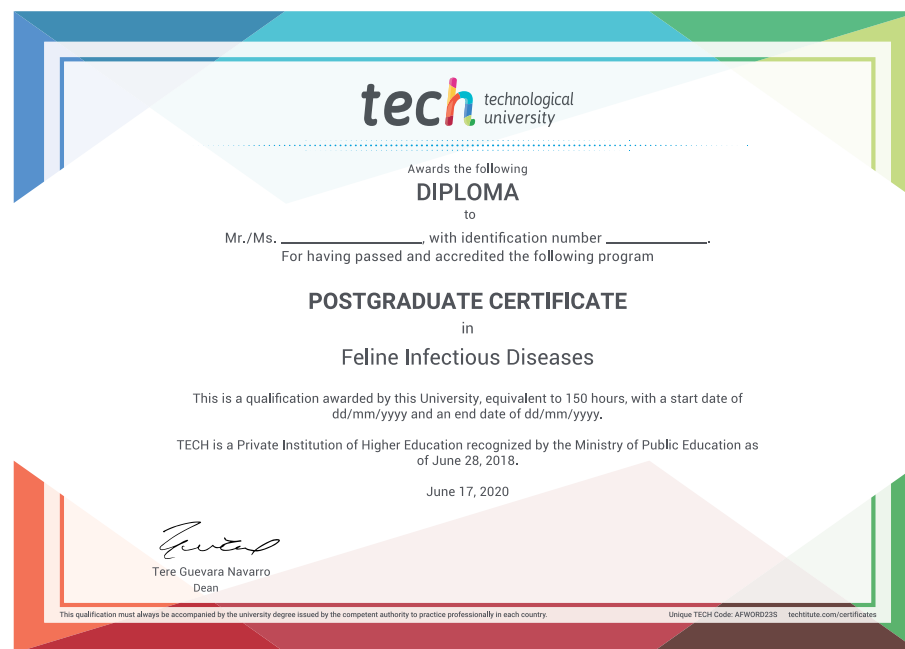 tech technological
university
Awards the following
DIPLOMA
to
Mr./Ms. ________________, with identification number ____________.
For having passed and accredited the following program
POSTGRADUATE CERTIFICATE
in
Feline Infectious Diseases
This is a qualification awarded by this University, equivalent to 150 hours, with a start date of
dd/mm/yyyy and an end date of dd/mm/yyyy.
TECH is a Private Institution of Higher Education recognized by the Ministry of Public Education as
of June 28, 2018.
June 17, 2020
Tere Guevara Navarro
Dean
This qualification must always be accompanied by the university degree issued by the competent authority to practice professionally in each country. Unique TECH Code: AFWORD23S techtitute.com/certificates